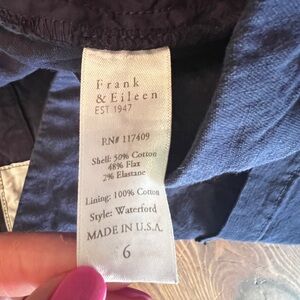 Frank
& Eileen
EST 1947
RN# 117409
Shell: 50% Cotton
48% Flax
2% Elastane
Lining: 100% Cotton
Style: Waterford
MADE IN U.S.A.
6